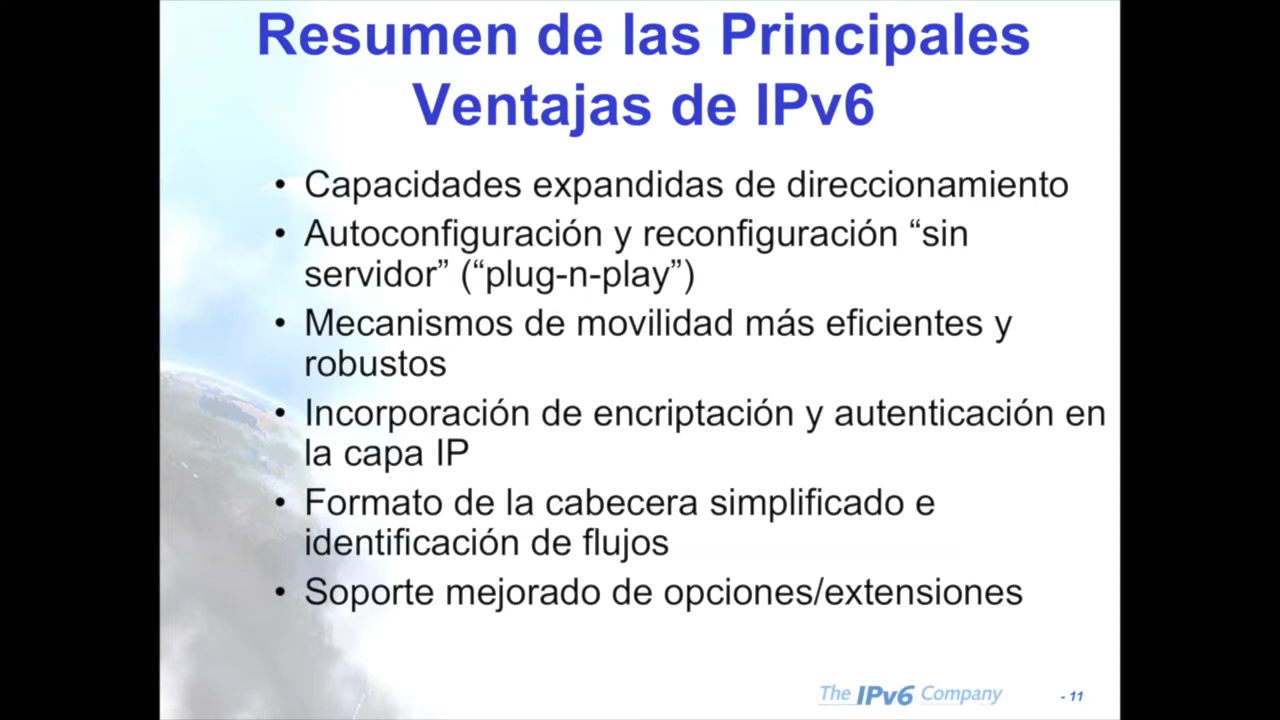 Resumen de las Principales
Ventajas de IPv6
• Capacidades expandidas de direccionamiento
• Autoconfiguración y reconfiguración “sin
servidor” (“plug-n-play”)
• Mecanismos de movilidad más eficientes y
robustos
• Incorporación de encriptación y autenticación en
la capa IP
• Formato de la cabecera simplificado e
identificación de flujos
• Soporte mejorado de opciones/extensiones
The IPv6 Company
- 11